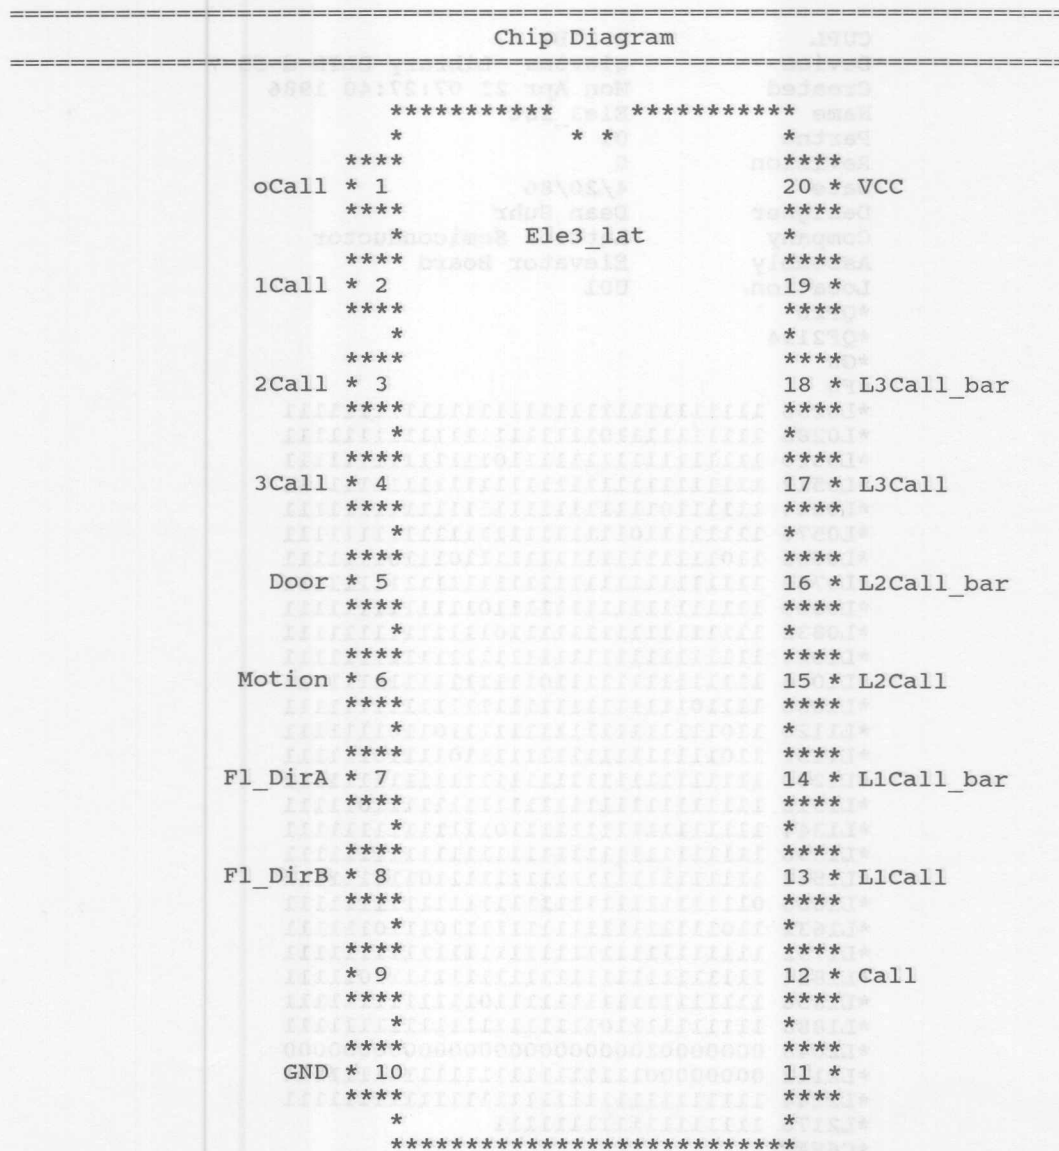 ==============================================================================
Chip Diagram
==============================================================================
*********** ***********
* * * *
**** ****
oCall * 1 20 * VCC
**** ****
* Ele3_lat *
**** ****
1Call * 2 19 *
**** ****
* *
**** ****
2Call * 3 18 * L3Call_bar
**** ****
* *
**** ****
3Call * 4 17 * L3Call
**** ****
* *
**** ****
Door * 5 16 * L2Call_bar
**** ****
* *
**** ****
Motion * 6 15 * L2Call
**** ****
* *
**** ****
Fl_DirA * 7 14 * L1Call_bar
**** ****
* *
**** ****
Fl_DirB * 8 13 * L1Call
**** ****
* *
**** ****
* 9 12 * Call
**** ****
* *
**** ****
GND * 10 11 *
**** ****
* *
***************************